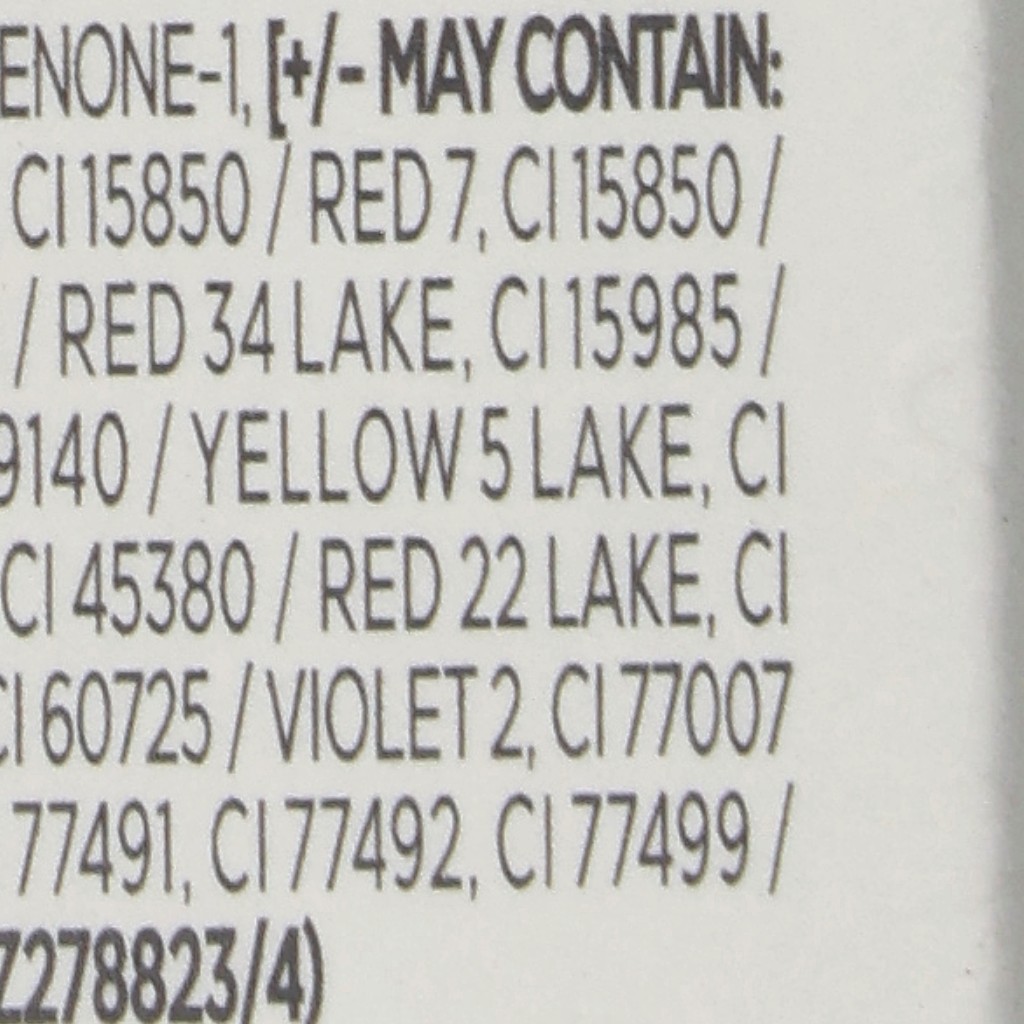 ENONE-1, [+/- MAY CONTAIN:
CI 15850 / RED 7, CI 15850 /
/ RED 34 LAKE, CI 15985 /
9140 / YELLOW 5 LAKE, CI
CI 45380 / RED 22 LAKE, CI
CI 60725 / VIOLET 2, CI 77007
77491, CI 77492, CI 77499 /
Z278823/4)